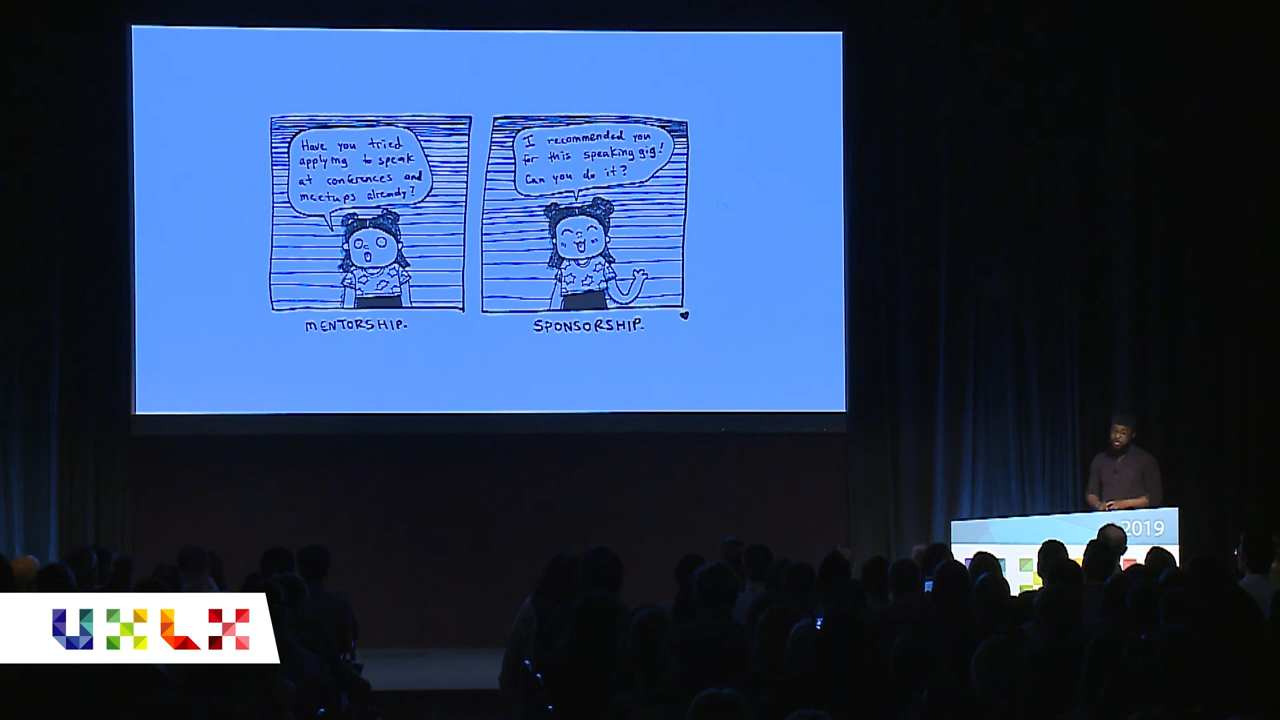 Have you tried
applying to speak
at conferences and
meetups already?
MENTORSHIP.
I recommended you
for this speaking gig!
Can you do it?
SPONSORSHIP.
2019
UXLX